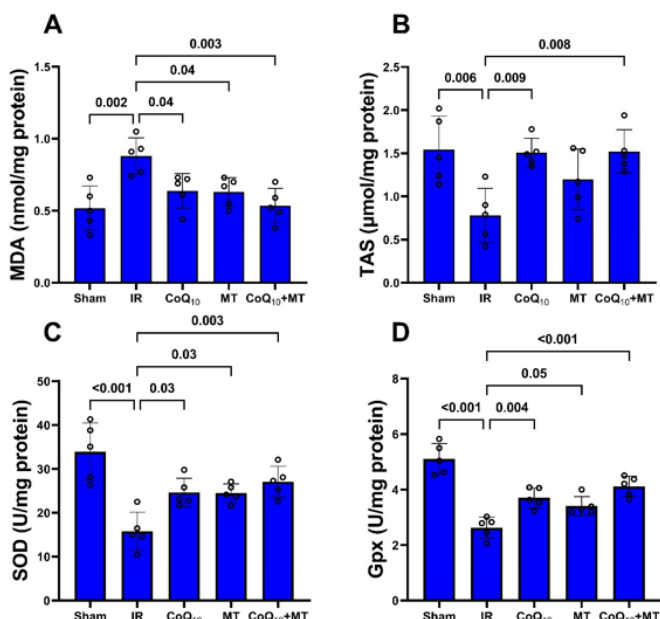 A
MDA (nmol/mg protein)
0.003
0.04
0.002
0.04
1.5
1.0
0.5
0.0
Sham IR CoQ₁₀ MT CoQ₁₀+MT
B
TAS (μmol/mg protein)
0.008
0.006
0.009
2.5
2.0
1.5
1.0
0.5
0.0
Sham IR CoQ₁₀ MT CoQ₁₀+MT
C
SOD (U/mg protein)
0.003
0.03
<0.001
0.03
40
30
20
10
0
Sham IR CoQ₁₀ MT CoQ₁₀+MT
D
Gpx (U/mg protein)
<0.001
0.05
<0.001
0.004
8
6
4
2
0
Sham IR CoQ₁₀ MT CoQ₁₀+MT